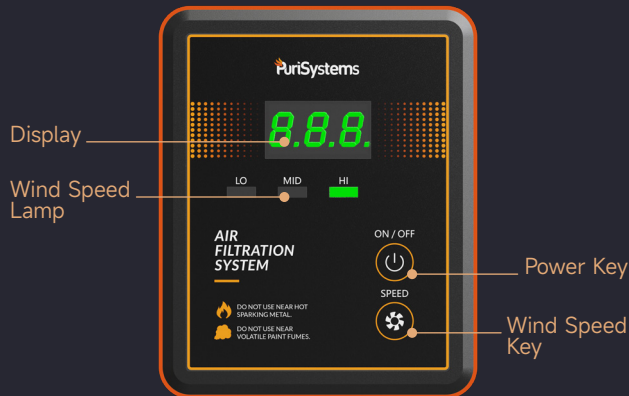 PuriSystems
8.8.8.
Display
LO MID HI
Wind Speed
Lamp
AIR
FILTRATION
SYSTEM
ON / OFF
Power Key
SPEED
DO NOT USE NEAR HOT
SPARKING METAL.
DO NOT USE NEAR
VOLATILE PAINT FUMES.
Wind Speed
Key